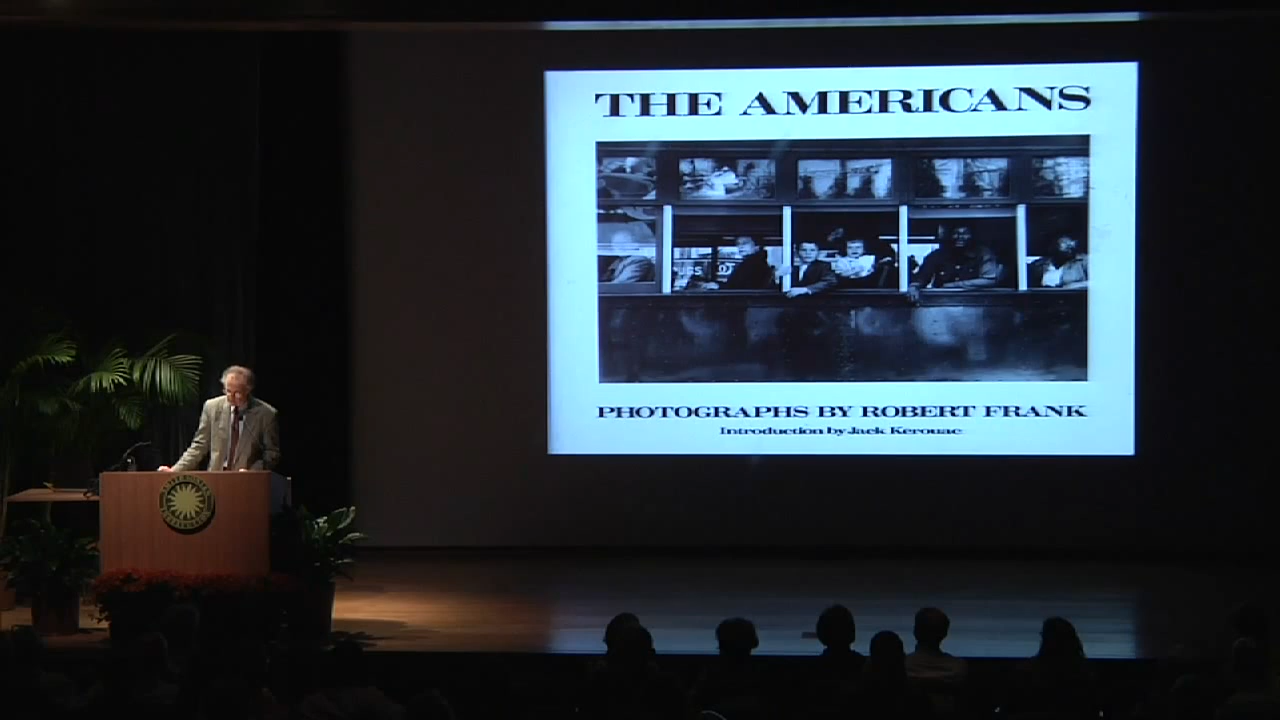 THE AMERICANS
PHOTOGRAPHS BY ROBERT FRANK
Introduction by Jack Kerouac